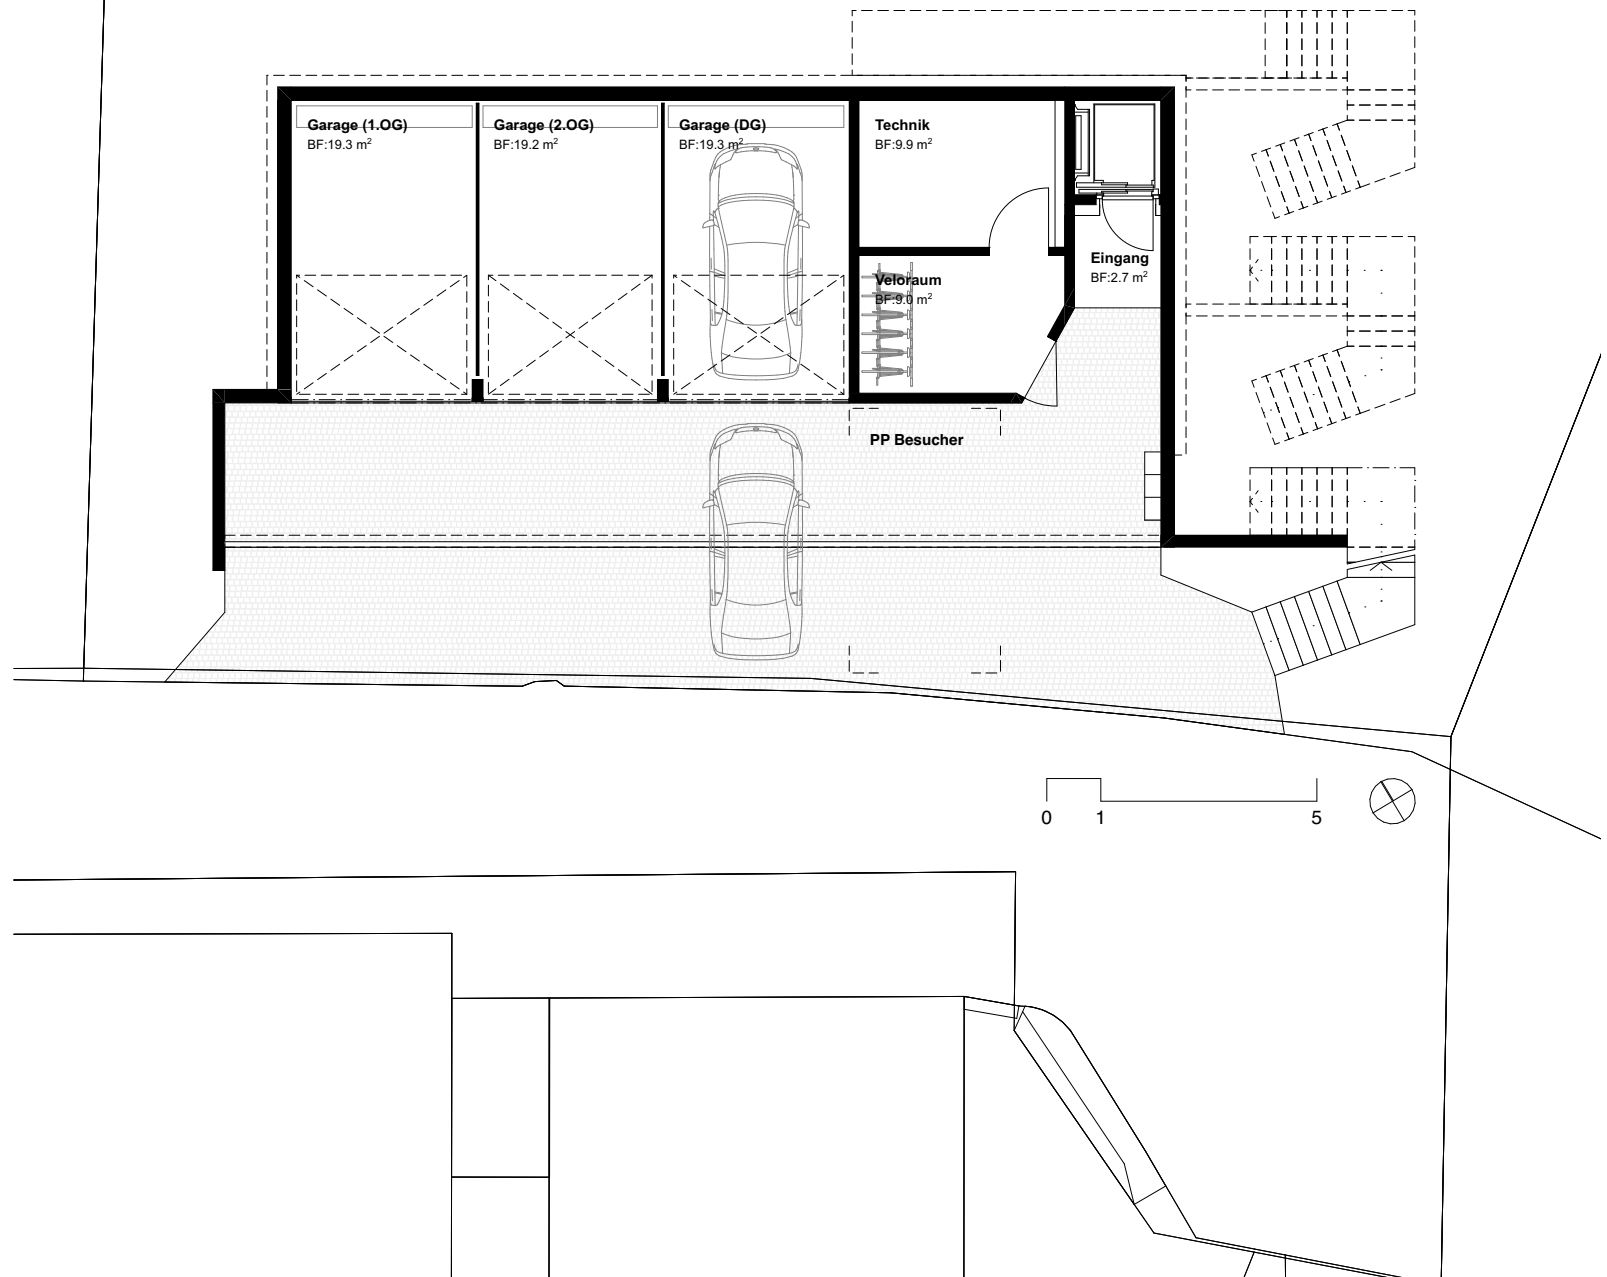 Garage (1.OG)
BF:19.3 m²
Garage (2.OG)
BF:19.2 m²
Garage (DG)
BF:19.3 m²
Technik
BF:9.9 m²
Eingang
BF:2.7 m²
Veloraum
BF:9.0 m²
PP Besucher
0 1 5